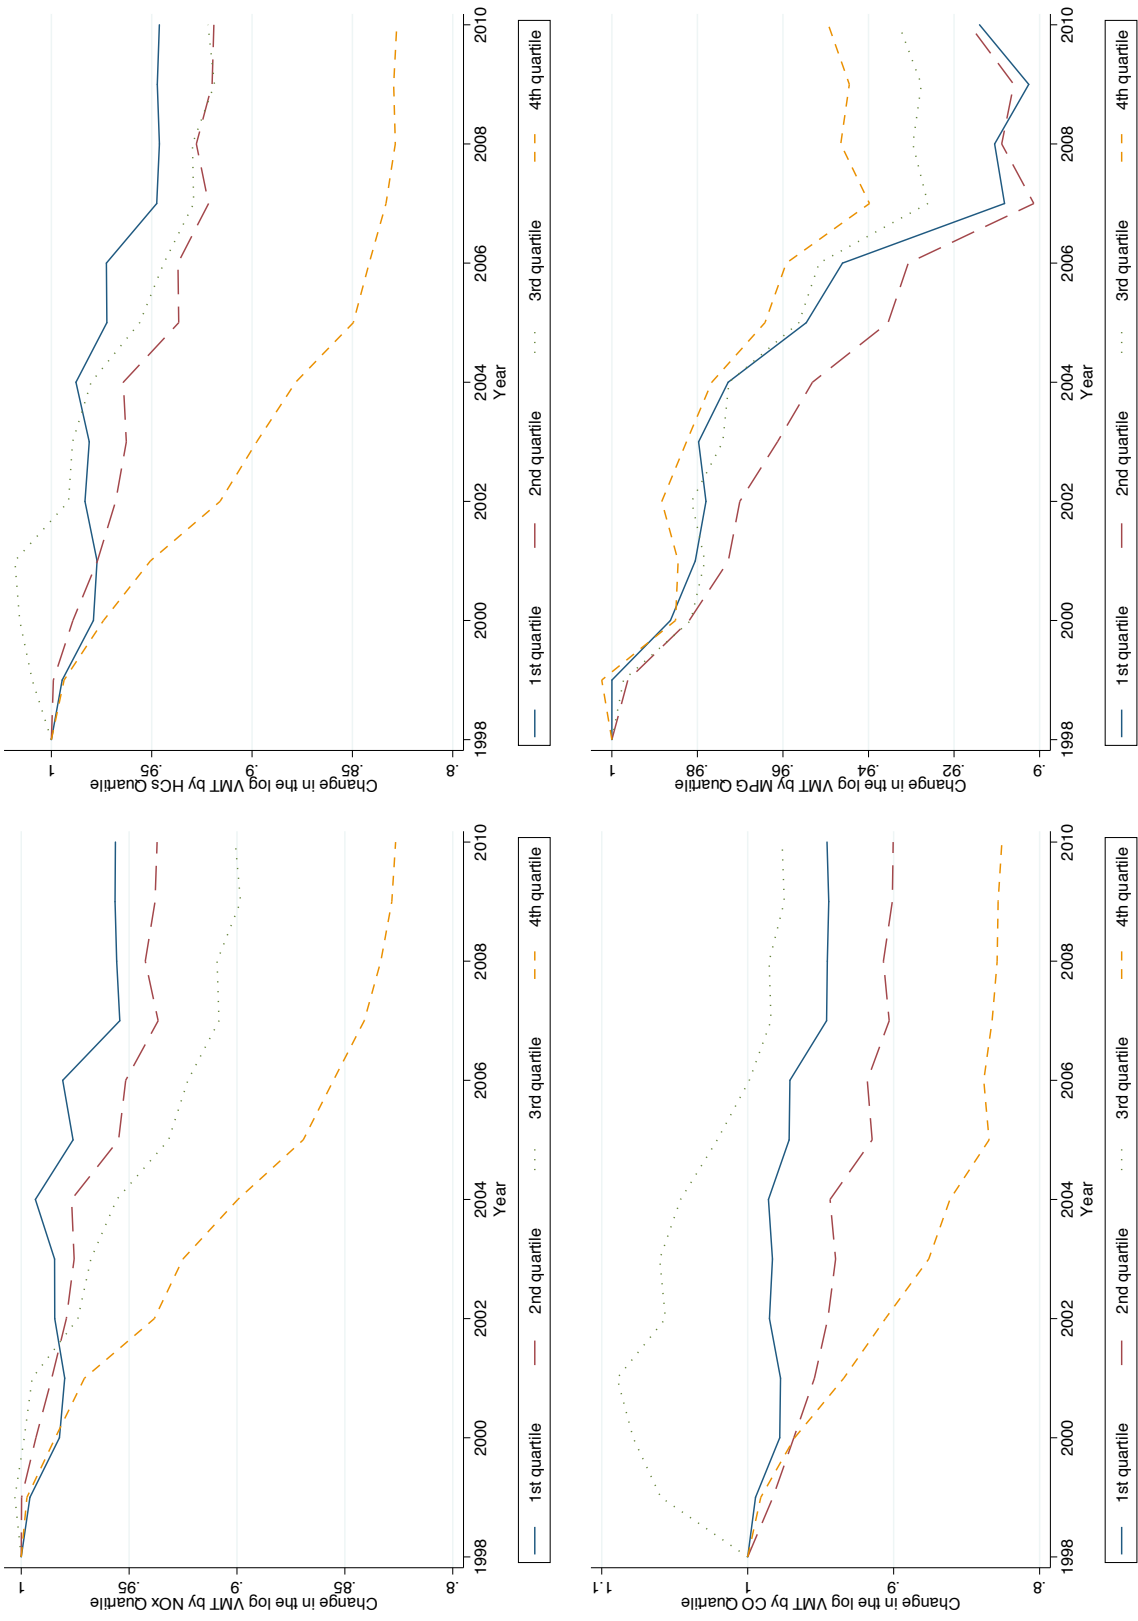 Change in the log VMT by NOx Quartile
1
.95
.9
.85
.8
1998
2000
2002
2004
2006
2008
2010
Year
1st quartile
2nd quartile
3rd quartile
4th quartile
Change in the log VMT by HCs Quartile
1
.95
.9
.85
.8
1998
2000
2002
2004
2006
2008
2010
Year
1st quartile
2nd quartile
3rd quartile
4th quartile
Change in the log VMT by CO Quartile
1.1
1
.9
.8
1998
2000
2002
2004
2006
2008
2010
Year
1st quartile
2nd quartile
3rd quartile
4th quartile
Change in the log VMT by MPG Quartile
1
.98
.96
.94
.92
.9
1998
2000
2002
2004
2006
2008
2010
Year
1st quartile
2nd quartile
3rd quartile
4th quartile